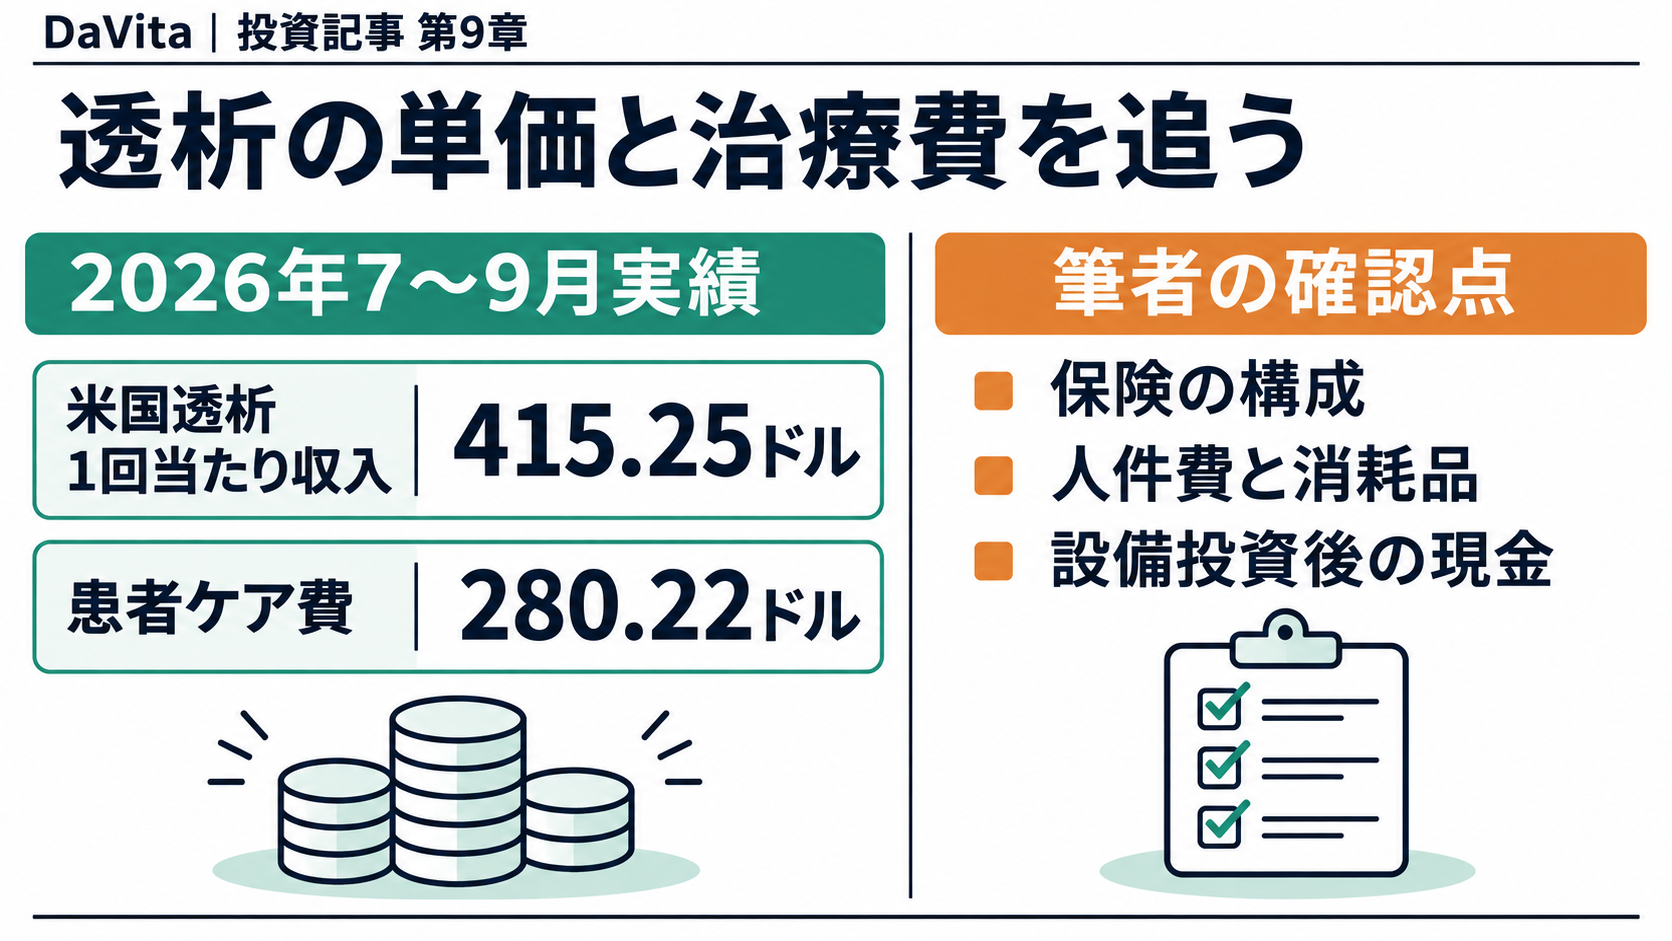 DaVita｜投資記事 第9章
透析の単価と治療費を追う
2026年7～9月実績
米国透析
1回当たり収入
415.25ドル
患者ケア費
280.22ドル
筆者の確認点
保険の構成
人件費と消耗品
設備投資後の現金